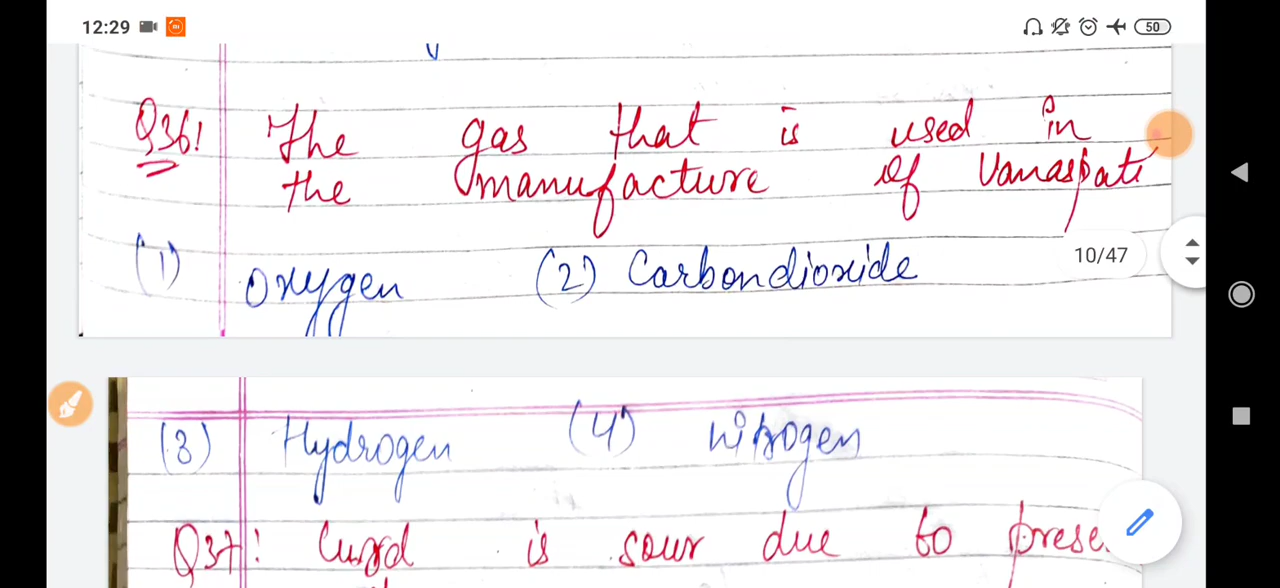 12:29
50
Q36! The gas that is used in
the manufacture of Vanaspati
10/47
(1) Oxygen (2) Carbondioxide
(3) Hydrogen (4) Nitrogen
Q37! Curd is sour due to